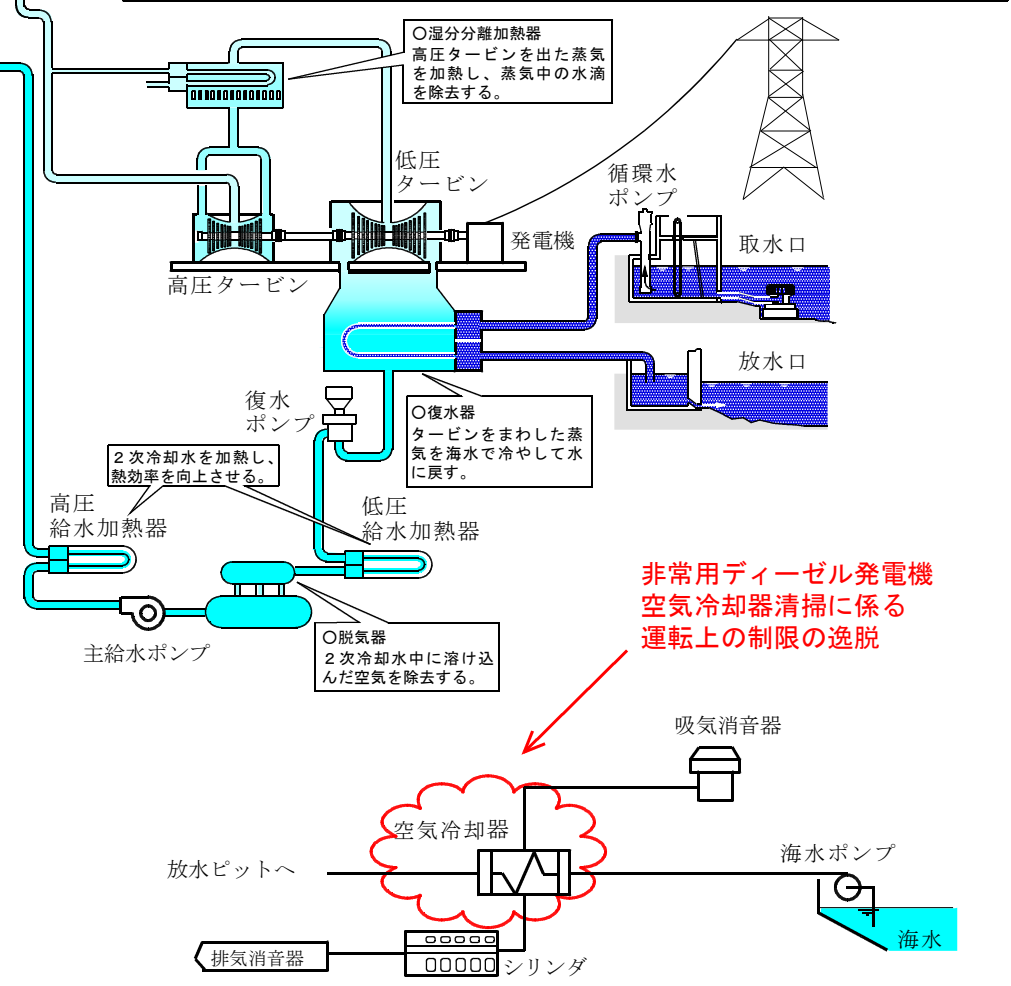 ○湿分分離加熱器
高圧タービンを出た蒸気
を加熱し、蒸気中の水滴
を除去する。
低圧
タービン
循環水
ポンプ
発電機
取水口
高圧タービン
放水口
復水
ポンプ
○復水器
タービンをまわした蒸
気を海水で冷やして水
に戻す。
2次冷却水を加熱し、
熱効率を向上させる。
高圧
給水加熱器
低圧
給水加熱器
主給水ポンプ
○脱気器
2次冷却水中に溶け込
んだ空気を除去する。
非常用ディーゼル発電機
空気冷却器清掃に係る
運転上の制限の逸脱
吸気消音器
空気冷却器
放水ピットへ
海水ポンプ
海水
排気消音器
シリンダ